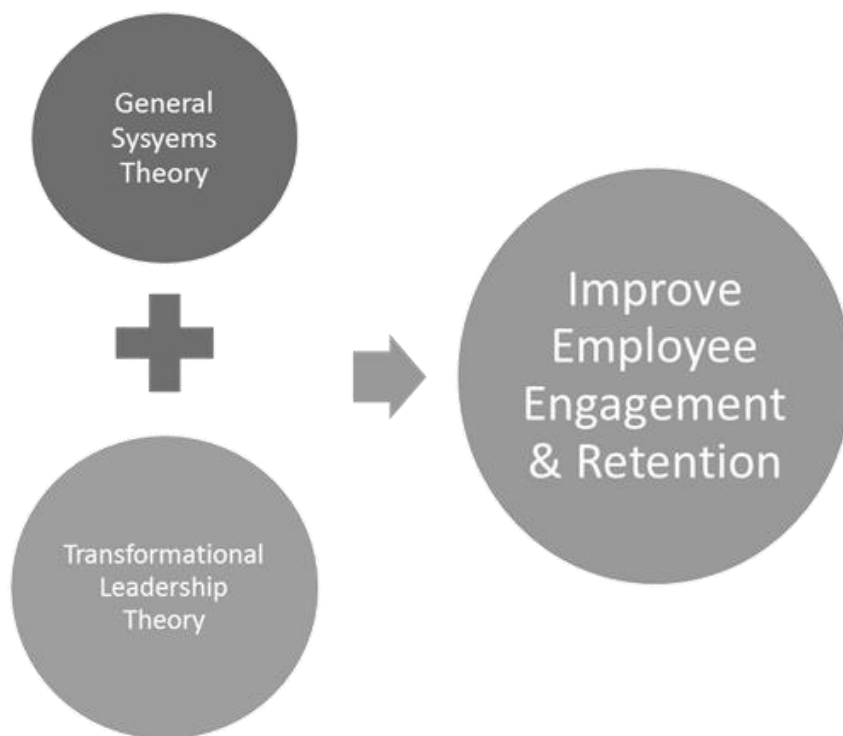 General
Sysyems
Theory
Transformational
Leadership
Theory
Improve
Employee
Engagement
& Retention